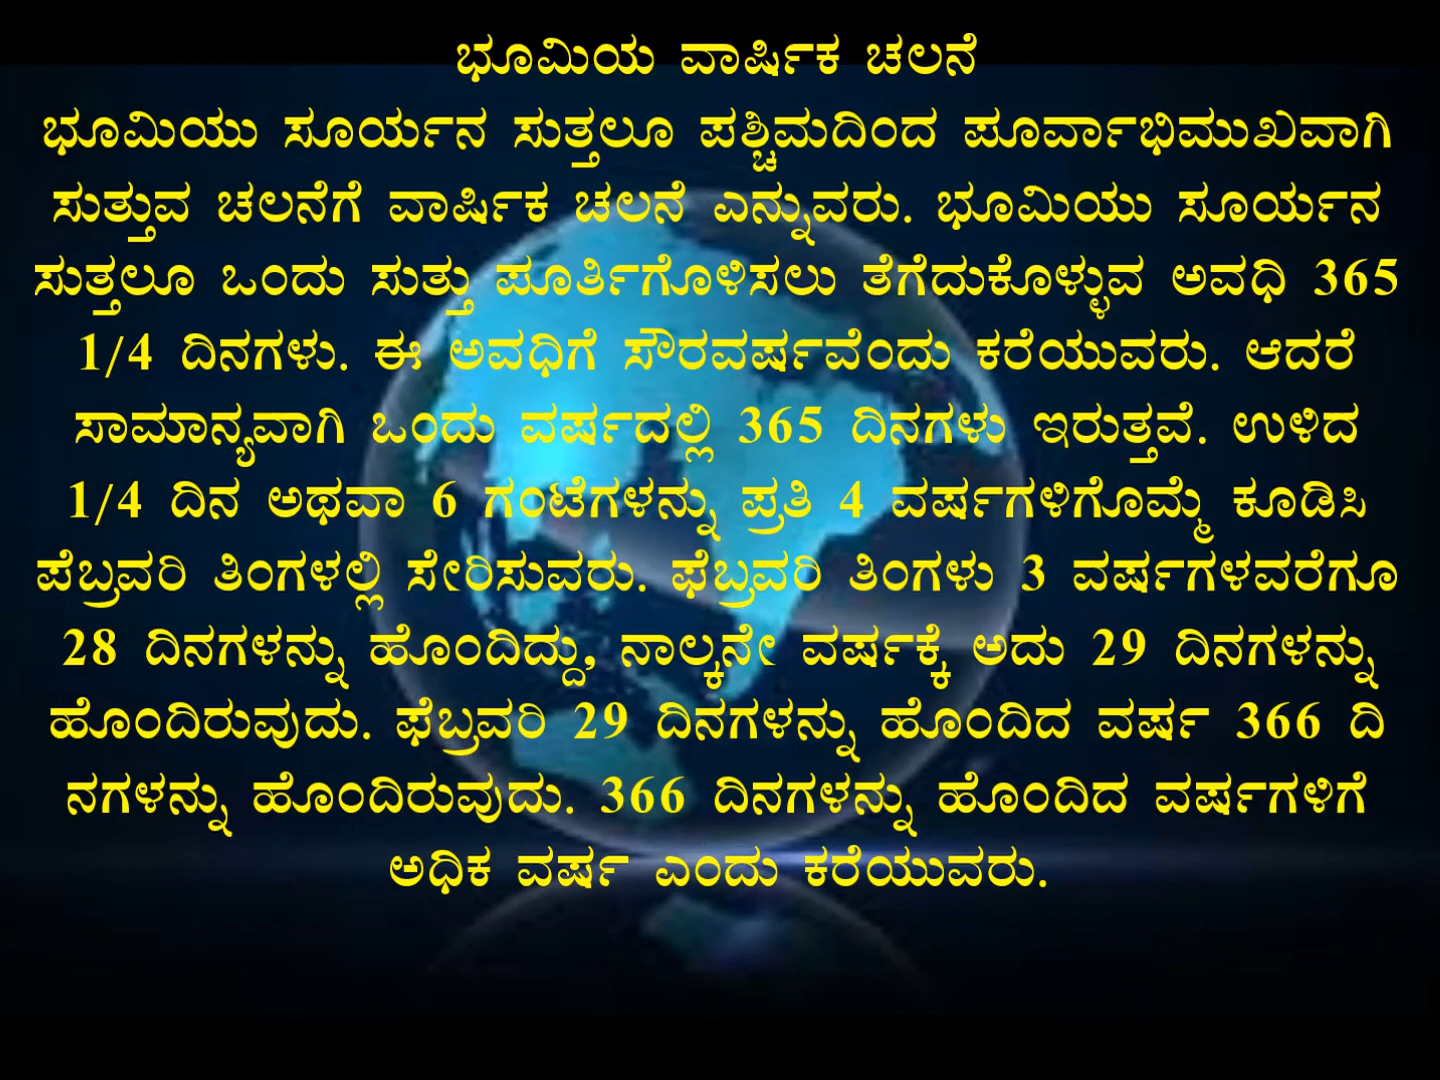 ಭೂಮಿಯ ವಾರ್ಷಿಕ ಚಲನೆ
ಭೂಮಿಯು ಸೂರ್ಯನ ಸುತ್ತಲೂ ಪಶ್ಚಿಮದಿಂದ ಪೂರ್ವಾಭಿಮುಖವಾಗಿ
ಸುತ್ತುವ ಚಲನೆಗೆ ವಾರ್ಷಿಕ ಚಲನೆ ಎನ್ನುವರು. ಭೂಮಿಯು ಸೂರ್ಯನ
ಸುತ್ತಲೂ ಒಂದು ಸುತ್ತು ಪೂರ್ತಿಗೊಳಿಸಲು ತೆಗೆದುಕೊಳ್ಳುವ ಅವಧಿ 365
1/4 ದಿನಗಳು. ಈ ಅವಧಿಗೆ ಸೌರವರ್ಷವೆಂದು ಕರೆಯುವರು. ಆದರೆ
ಸಾಮಾನ್ಯವಾಗಿ ಒಂದು ವರ್ಷದಲ್ಲಿ 365 ದಿನಗಳು ಇರುತ್ತವೆ. ಉಳಿದ
1/4 ದಿನ ಅಥವಾ 6 ಗಂಟೆಗಳನ್ನು ಪ್ರತಿ 4 ವರ್ಷಗಳಿಗೊಮ್ಮೆ ಕೂಡಿಸಿ
ಪೆಬ್ರವರಿ ತಿಂಗಳಲ್ಲಿ ಸೇರಿಸುವರು. ಫೆಬ್ರವರಿ ತಿಂಗಳು 3 ವರ್ಷಗಳವರೆಗೂ
28 ದಿನಗಳನ್ನು ಹೊಂದಿದ್ದು, ನಾಲ್ಕನೇ ವರ್ಷಕ್ಕೆ ಅದು 29 ದಿನಗಳನ್ನು
ಹೊಂದಿರುವುದು. ಫೆಬ್ರವರಿ 29 ದಿನಗಳನ್ನು ಹೊಂದಿದ ವರ್ಷ 366 ದಿ
ನಗಳನ್ನು ಹೊಂದಿರುವುದು. 366 ದಿನಗಳನ್ನು ಹೊಂದಿದ ವರ್ಷಗಳಿಗೆ
ಅಧಿಕ ವರ್ಷ ಎಂದು ಕರೆಯುವರು.